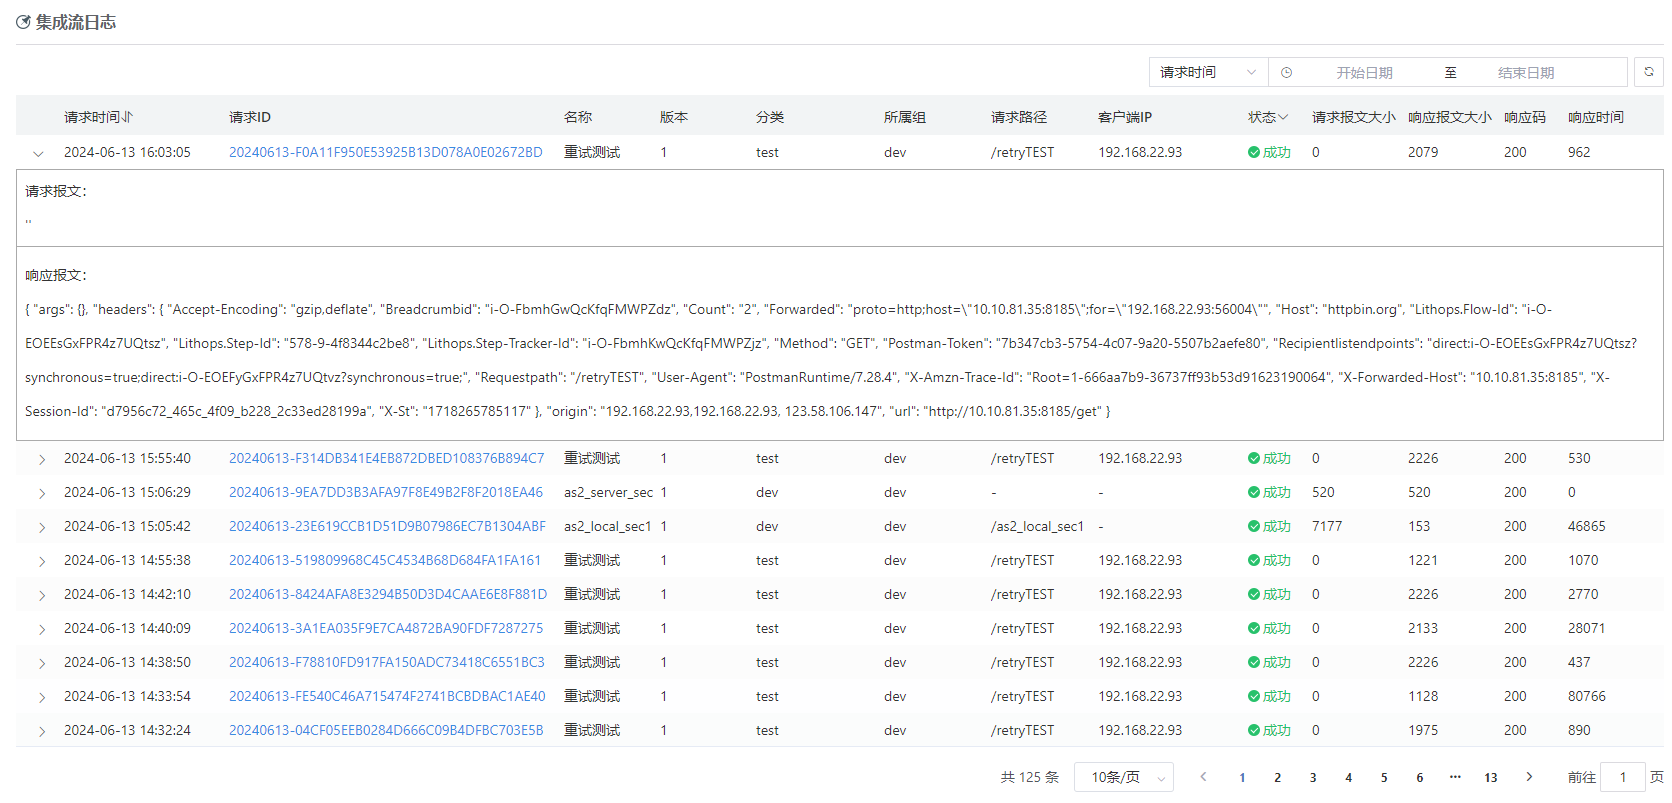 集成流日志
请求时间 开始日期 至 结束日期
请求时间 请求ID 名称 版本 分类 所属组 请求路径 客户端IP 状态 请求报文大小 响应报文大小 响应码 响应时间
2024-06-13 16:03:05 20240613-F0A11F950E53925B13D078A0E02672BD 重试测试 1 test dev /retryTEST 192.168.22.93 成功 0 2079 200 962
请求报文：
''
响应报文：
{ "args": {}, "headers": { "Accept-Encoding": "gzip,deflate", "Breadcrumbid": "i-O-FbmhGwQcKfqFMWPZdz", "Count": "2", "Forwarded": "proto=http;host=\"10.10.81.35:8185\";for=\"192.168.22.93:56004\"", "Host": "httpbin.org", "Lithops.Flow-Id": "i-O-
EOEEsGxFPR4z7UQtsz", "Lithops.Step-Id": "578-9-4f8344c2be8", "Lithops.Step-Tracker-Id": "i-O-FbmhKwQcKfqFMWPZjz", "Method": "GET", "Postman-Token": "7b347cb3-5754-4c07-9a20-5507b2aefe80", "Recipientlistendpoints": "direct:i-O-EOEEsGxFPR4z7UQtsz?
synchronous=true;direct:i-O-EOEFyGxFPR4z7UQtvz?synchronous=true;", "Requestpath": "/retryTEST", "User-Agent": "PostmanRuntime/7.28.4", "X-Amzn-Trace-Id": "Root=1-666aa7b9-36737ff93b53d91623190064", "X-Forwarded-Host": "10.10.81.35:8185", "X-
Session-Id": "d7956c72_465c_4f09_b228_2c33ed28199a", "X-St": "1718265785117" }, "origin": "192.168.22.93,192.168.22.93, 123.58.106.147", "url": "http://10.10.81.35:8185/get" }
2024-06-13 15:55:40 20240613-F314DB341E4EB872DBED108376B894C7 重试测试 1 test dev /retryTEST 192.168.22.93 成功 0 2226 200 530
2024-06-13 15:06:29 20240613-9EA7DD3B3AFA97F8E49B2F8F2018EA46 as2_server_sec 1 dev dev - - 成功 520 520 200 0
2024-06-13 15:05:42 20240613-23E619CCB1D51D9B07986EC7B1304ABF as2_local_sec1 1 dev dev /as2_local_sec1 - 成功 7177 153 200 46865
2024-06-13 14:55:38 20240613-519809968C45C4534B68D684FA1FA161 重试测试 1 test dev /retryTEST 192.168.22.93 成功 0 1221 200 1070
2024-06-13 14:42:10 20240613-8424AFA8E3294B50D3D4CAAE6E8F881D 重试测试 1 test dev /retryTEST 192.168.22.93 成功 0 2226 200 2770
2024-06-13 14:40:09 20240613-3A1EA035F9E7CA4872BA90FDF7287275 重试测试 1 test dev /retryTEST 192.168.22.93 成功 0 2133 200 28071
2024-06-13 14:38:50 20240613-F78810FD917FA150ADC73418C6551BC3 重试测试 1 test dev /retryTEST 192.168.22.93 成功 0 2226 200 437
2024-06-13 14:33:54 20240613-FE540C46A715474F2741BCBDBAC1AE40 重试测试 1 test dev /retryTEST 192.168.22.93 成功 0 1128 200 80766
2024-06-13 14:32:24 20240613-04CF05EEB0284D666C09B4DFBC703E5B 重试测试 1 test dev /retryTEST 192.168.22.93 成功 0 1975 200 890
共 125 条 10条/页 1 2 3 4 5 6 ··· 13 前往 1 页